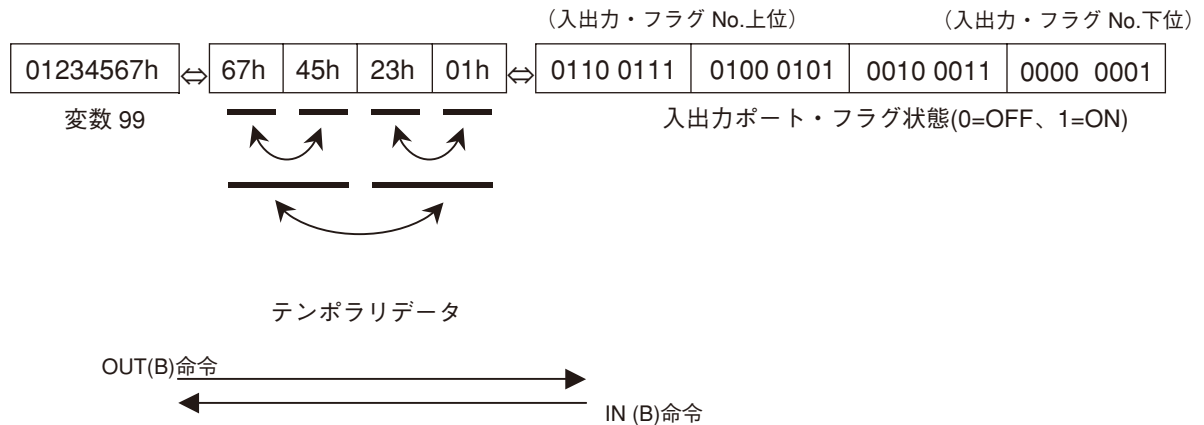 （入出力・フラグ No.上位） （入出力・フラグ No.下位）
01234567h ⇔ 67h 45h 23h 01h ⇔ 0110 0111 0100 0101 0010 0011 0000 0001
変数 99 入出力ポート・フラグ状態(0=OFF、1=ON)
テンポラリデータ
OUT(B)命令
IN (B)命令